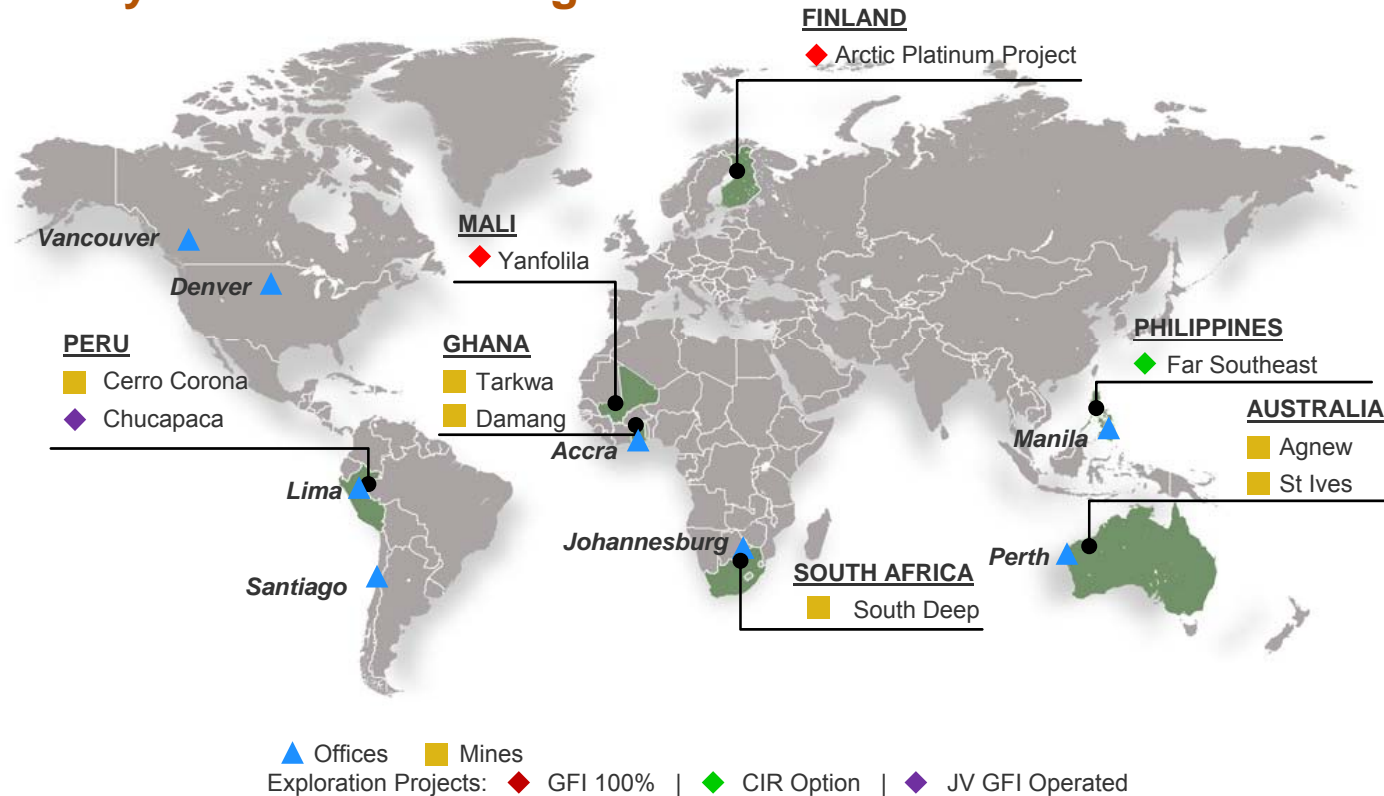 FINLAND
Arctic Platinum Project
MALI
Yanfolila
Vancouver
Denver
PERU
Cerro Corona
Chucapaca
GHANA
Tarkwa
Damang
PHILIPPINES
Far Southeast
AUSTRALIA
Agnew
St Ives
Accra
Manila
Lima
Johannesburg
Perth
SOUTH AFRICA
South Deep
Santiago
Offices Mines
Exploration Projects: GFI 100% | CIR Option | JV GFI Operated